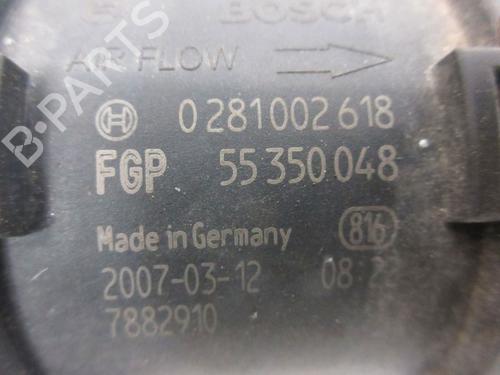 BOSCH
AIR FLOW
0 281 002 618
FGP 55 350 048
Made in Germany 816
2007-03-12 08:2
7882910
B-PARTS